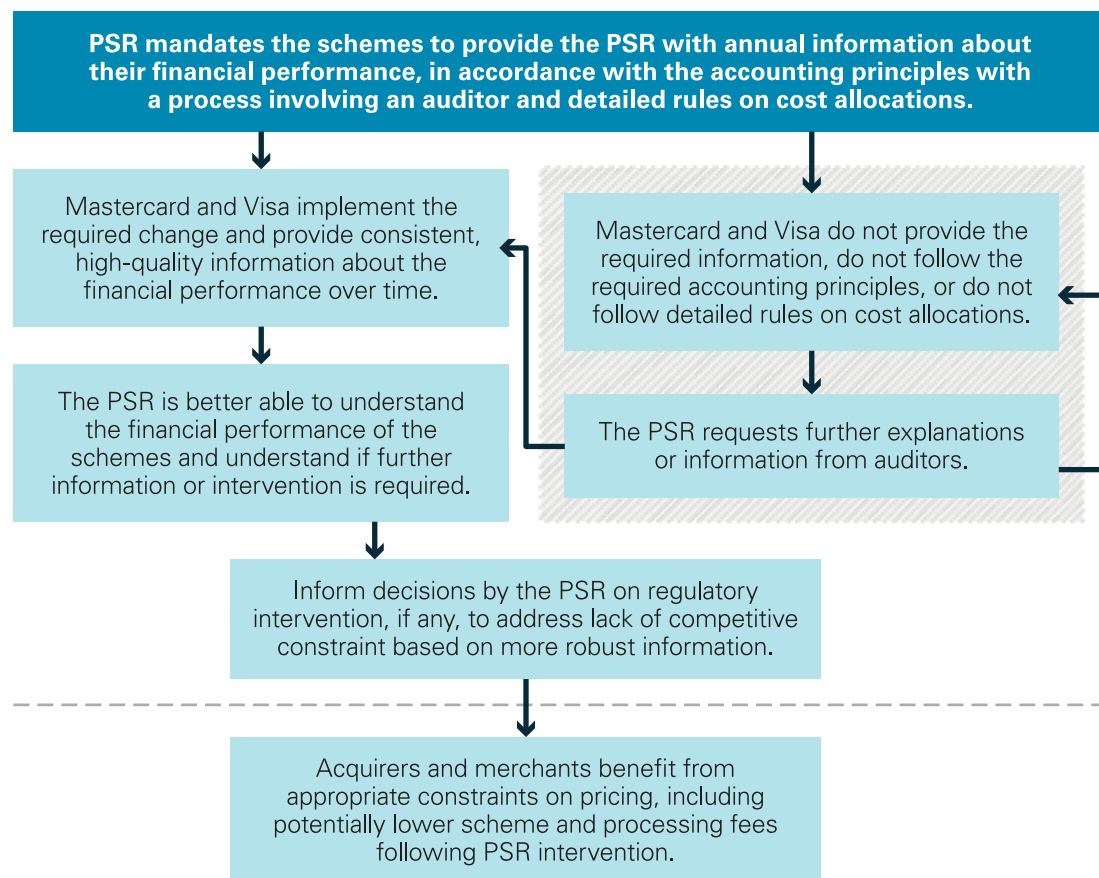 PSR mandates the schemes to provide the PSR with annual information about
their financial performance, in accordance with the accounting principles with
a process involving an auditor and detailed rules on cost allocations.
Mastercard and Visa implement the
required change and provide consistent,
high-quality information about the
financial performance over time.
Mastercard and Visa do not provide the
required information, do not follow the
required accounting principles, or do not
follow detailed rules on cost allocations.
The PSR is better able to understand
the financial performance of the
schemes and understand if further
information or intervention is required.
The PSR requests further explanations
or information from auditors.
Inform decisions by the PSR on regulatory
intervention, if any, to address lack of competitive
constraint based on more robust information.
Acquirers and merchants benefit from
appropriate constraints on pricing, including
potentially lower scheme and processing fees
following PSR intervention.